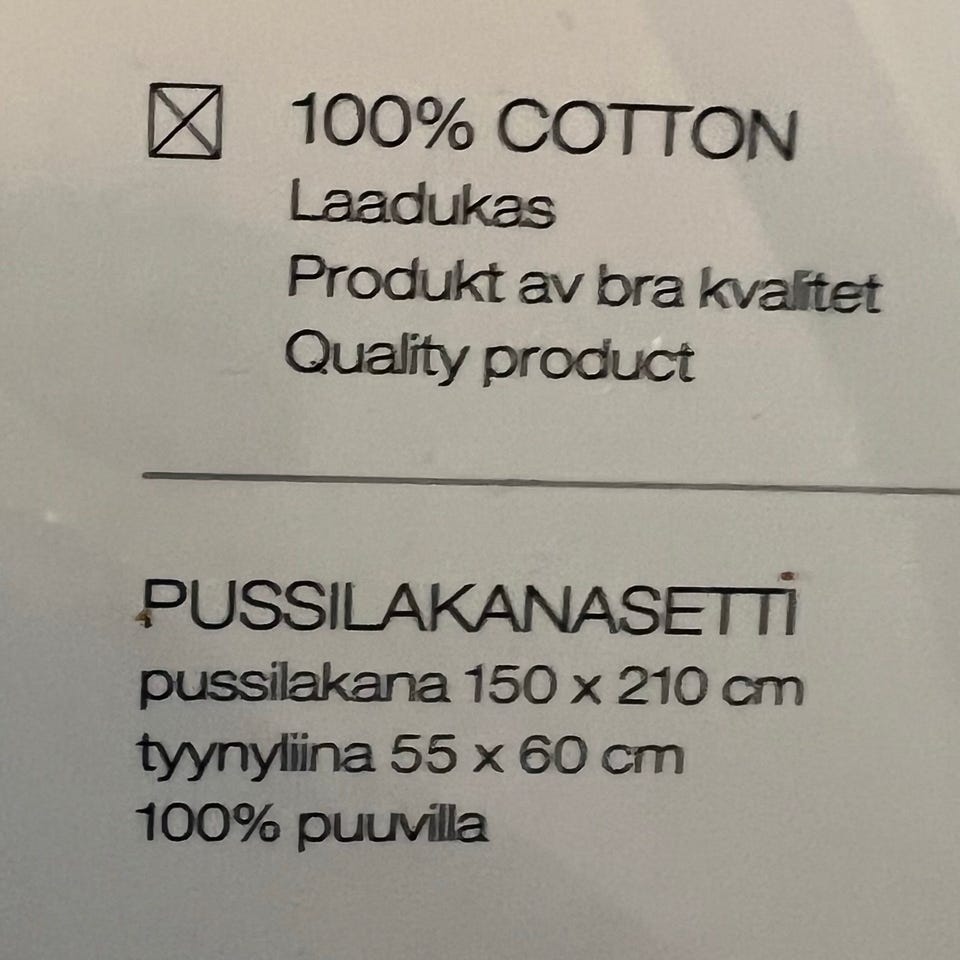 100% COTTON
Laadukas
Produkt av bra kvalitet
Quality product
PUSSILAKANASETTI
pussilakana 150 x 210 cm
tyynyliina 55 x 60 cm
100% puuvilla